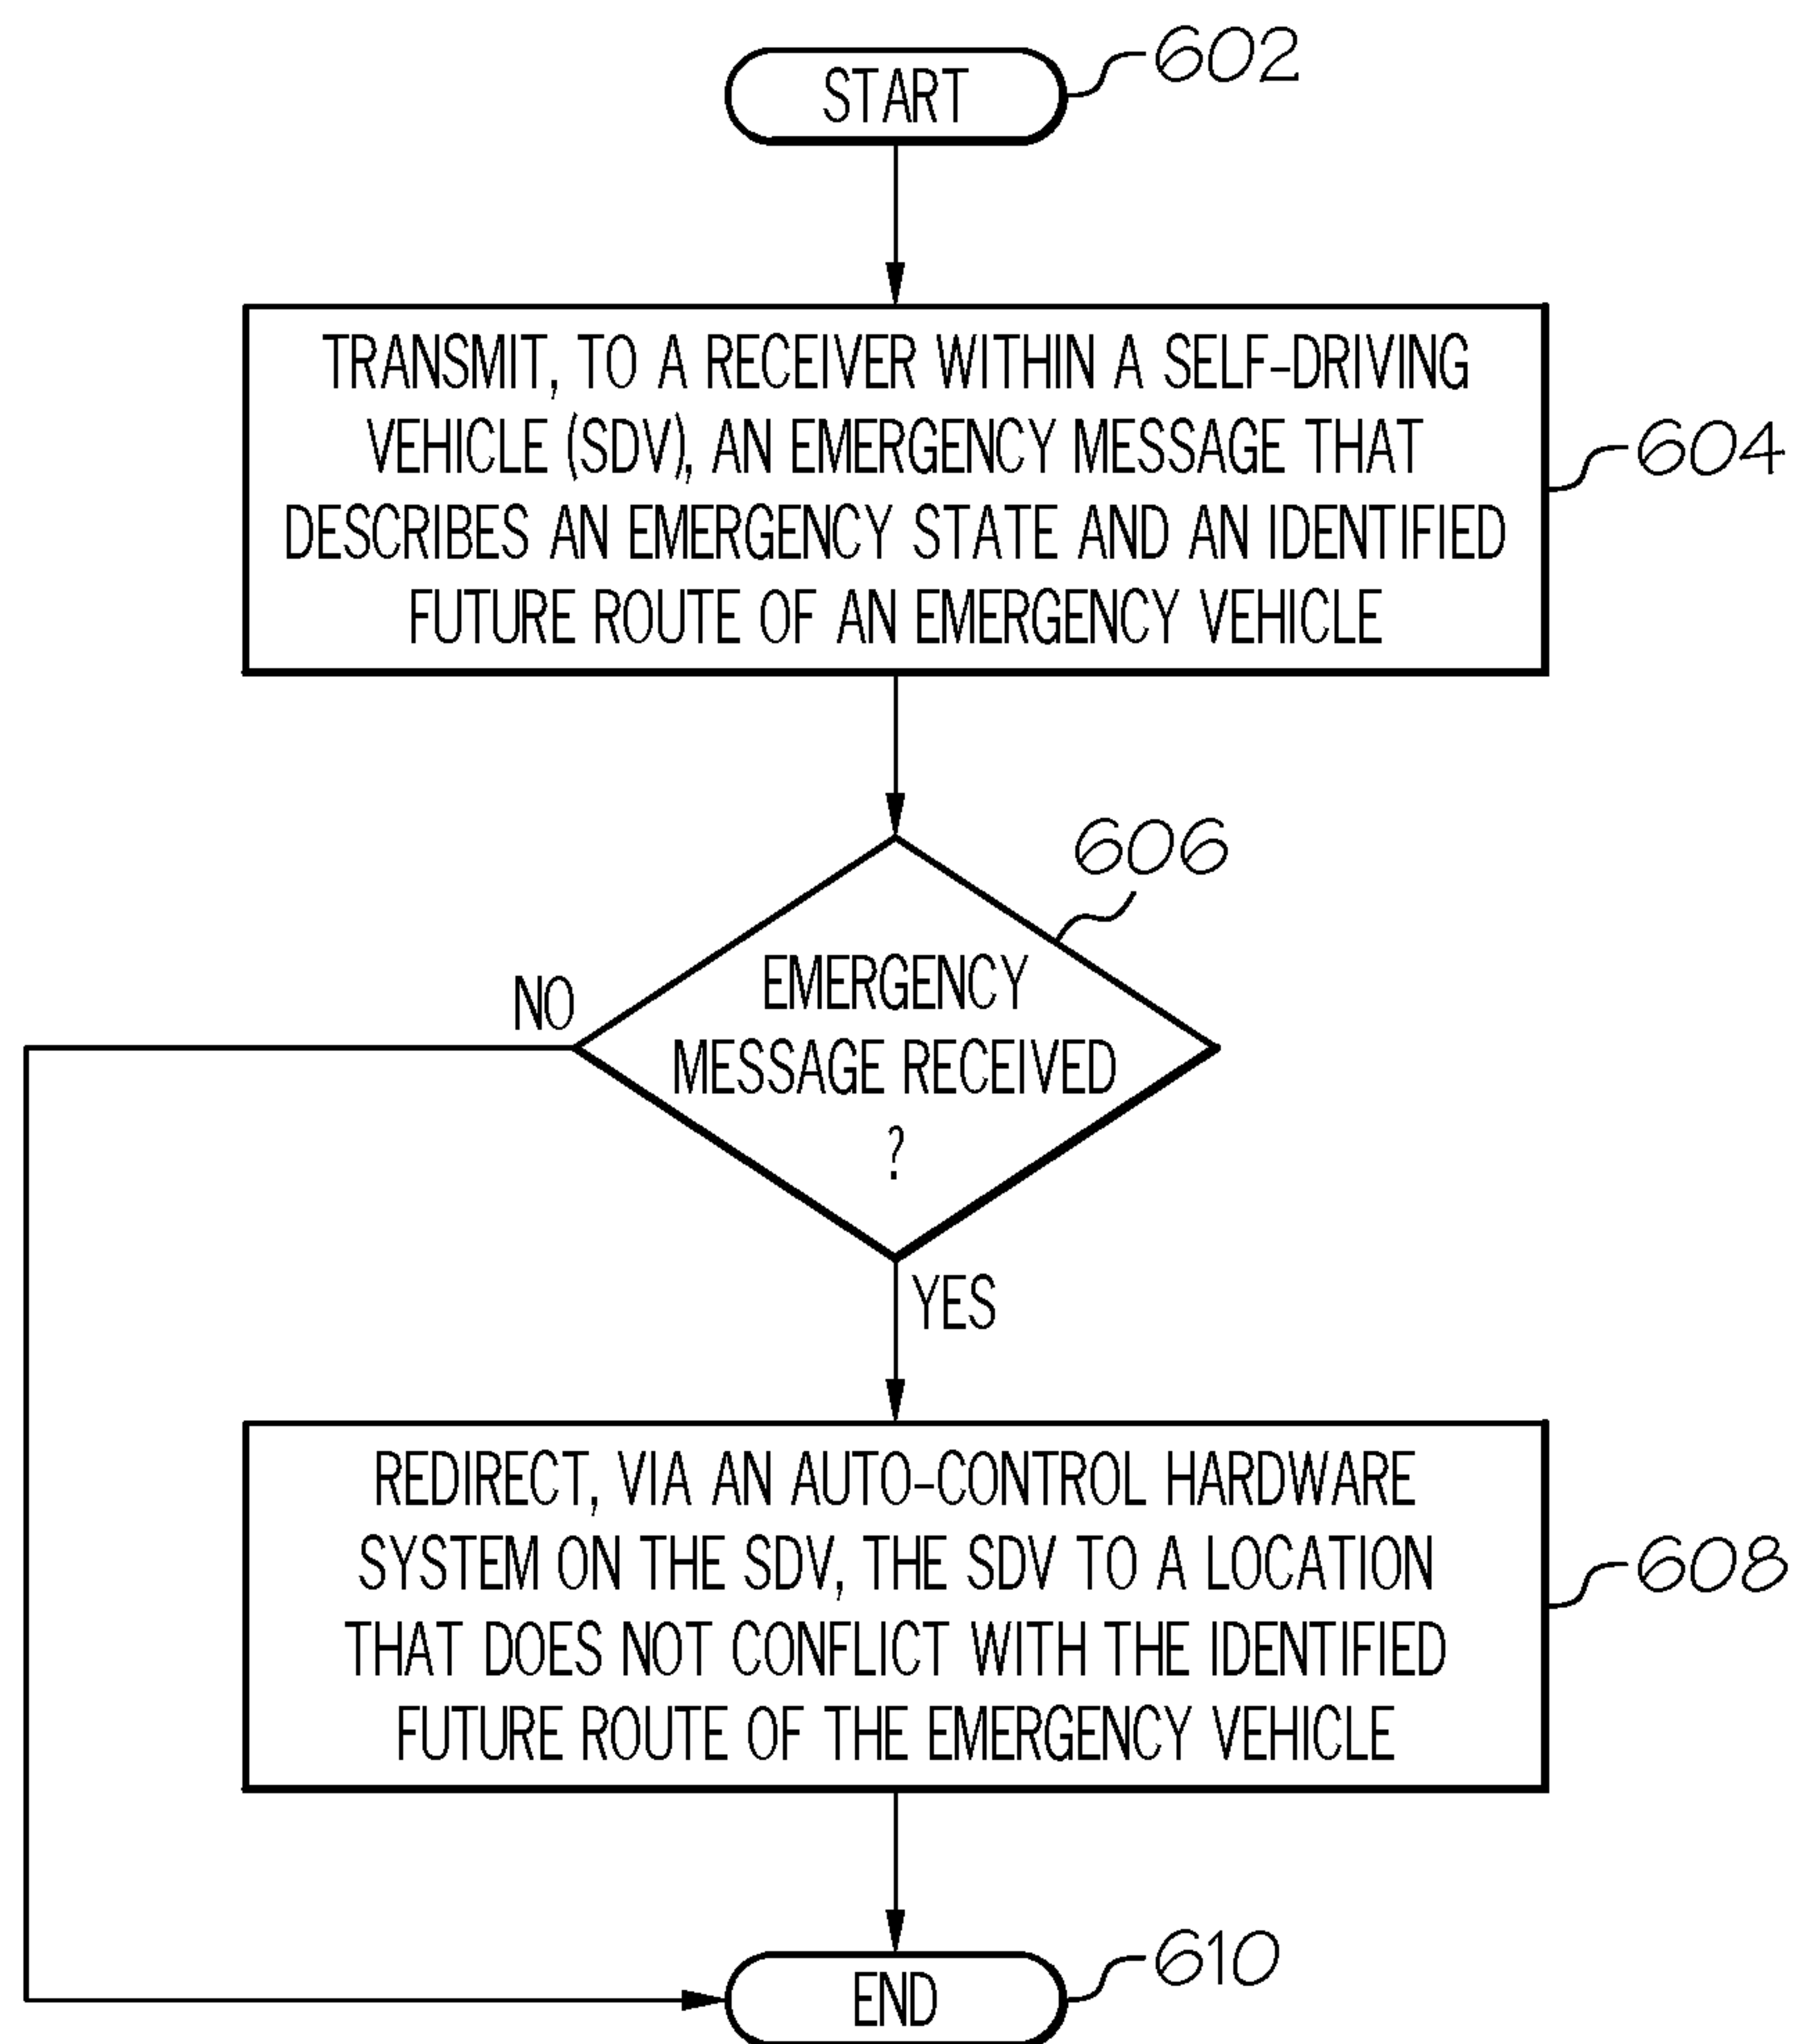 START
602
TRANSMIT, TO A RECEIVER WITHIN A SELF-DRIVING
VEHICLE (SDV), AN EMERGENCY MESSAGE THAT
DESCRIBES AN EMERGENCY STATE AND AN IDENTIFIED
FUTURE ROUTE OF AN EMERGENCY VEHICLE
604
606
EMERGENCY
MESSAGE RECEIVED
?
NO
YES
REDIRECT, VIA AN AUTO-CONTROL HARDWARE
SYSTEM ON THE SDV, THE SDV TO A LOCATION
THAT DOES NOT CONFLICT WITH THE IDENTIFIED
FUTURE ROUTE OF THE EMERGENCY VEHICLE
608
END
610